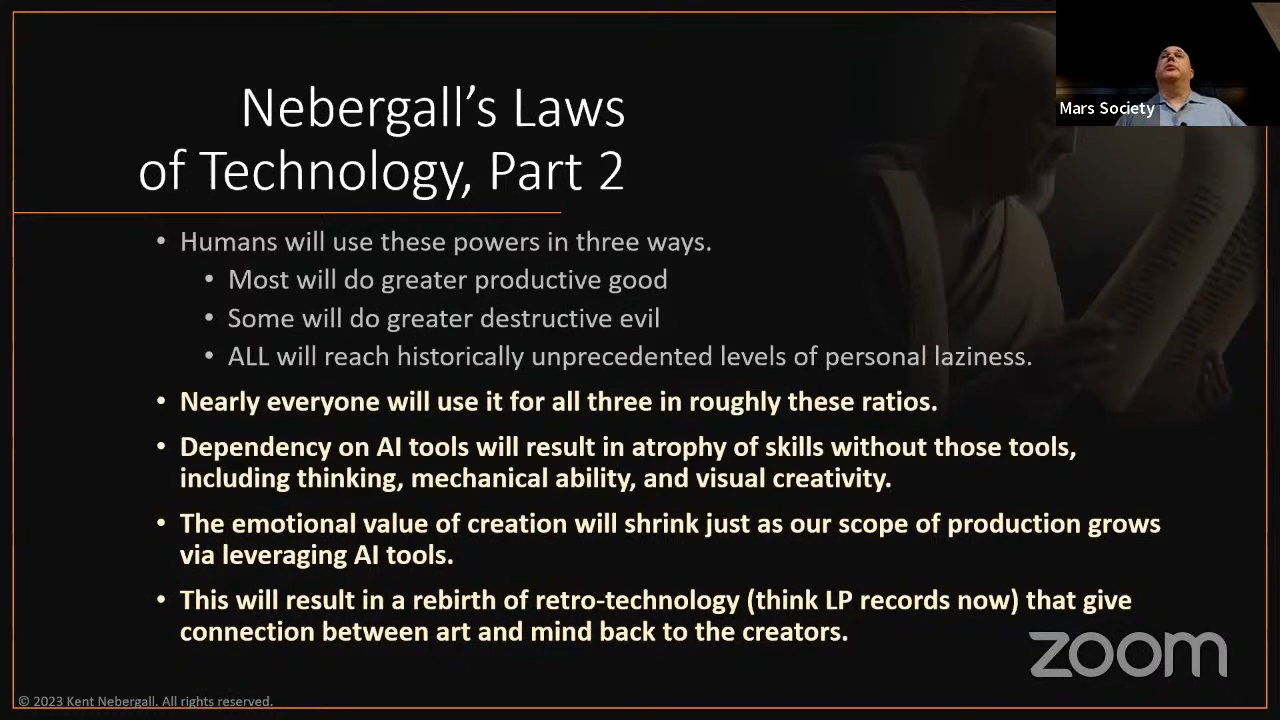 Mars Society
Nebergall’s Laws
of Technology, Part 2
• Humans will use these powers in three ways.
• Most will do greater productive good
• Some will do greater destructive evil
• ALL will reach historically unprecedented levels of personal laziness.
• Nearly everyone will use it for all three in roughly these ratios.
• Dependency on AI tools will result in atrophy of skills without those tools,
including thinking, mechanical ability, and visual creativity.
• The emotional value of creation will shrink just as our scope of production grows
via leveraging AI tools.
• This will result in a rebirth of retro-technology (think LP records now) that give
connection between art and mind back to the creators.
zoom
© 2023 Kent Nebergall. All rights reserved.